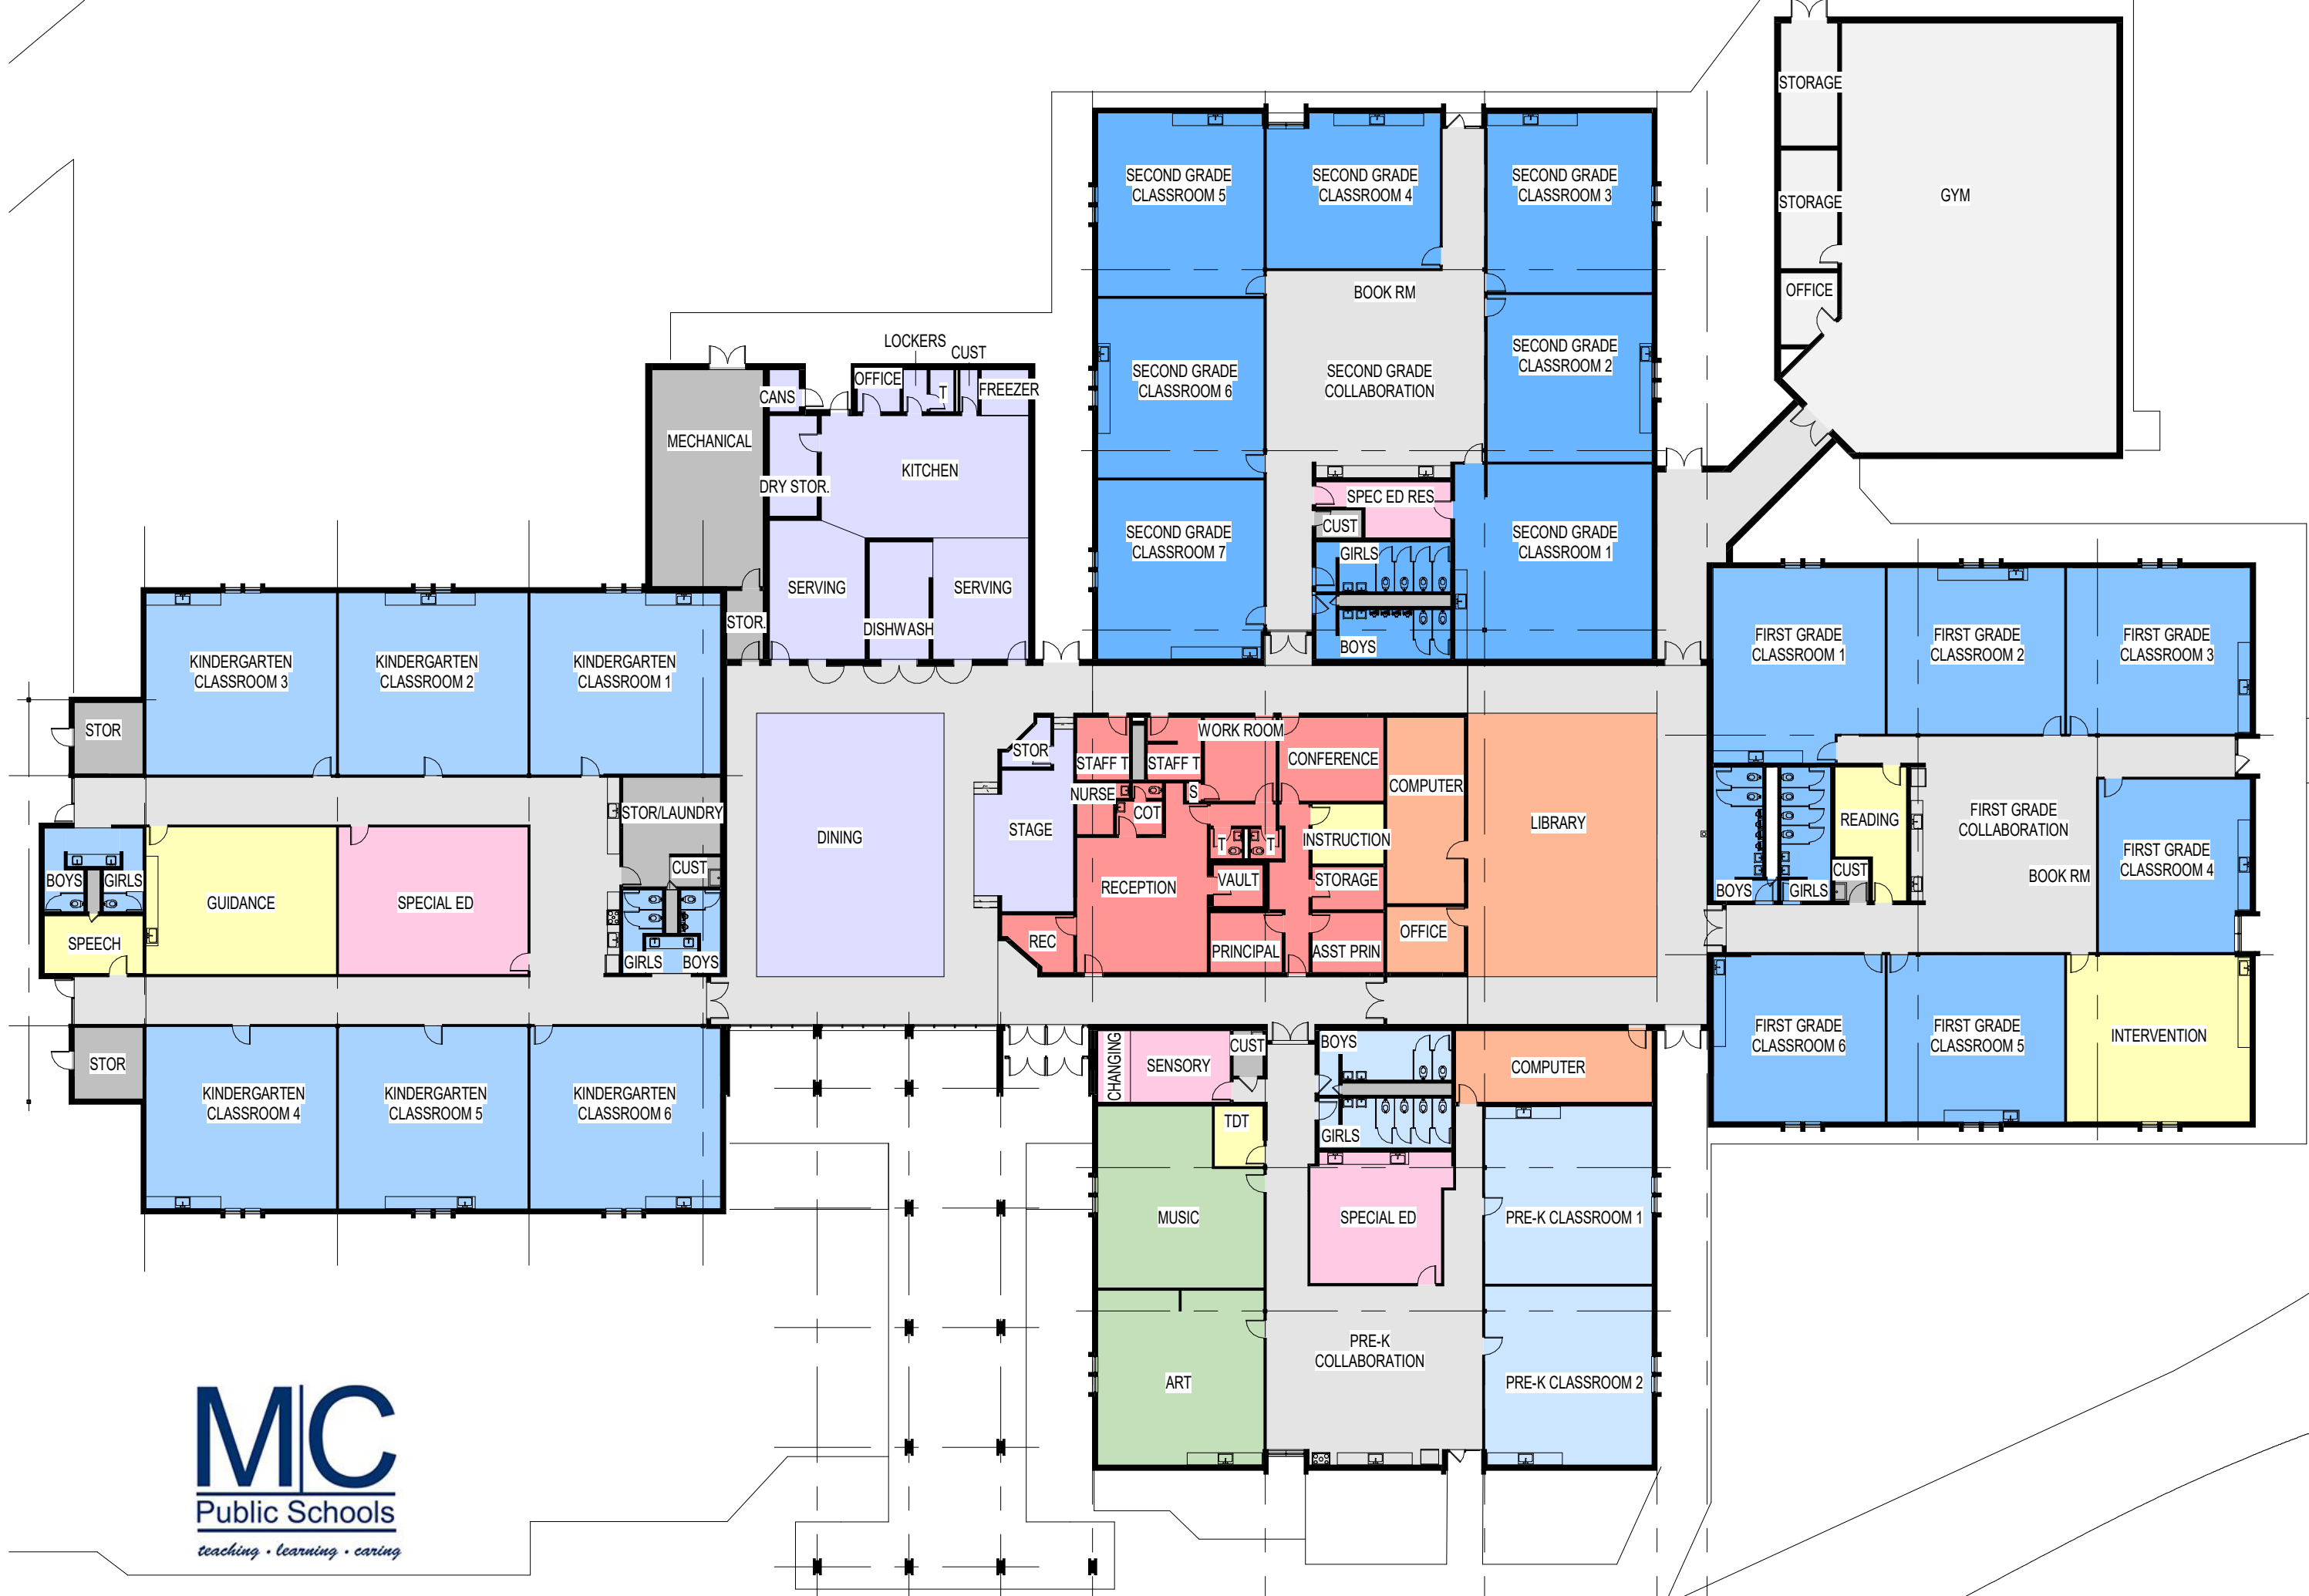 STORAGE
STORAGE
GYM
OFFICE
SECOND GRADE
CLASSROOM 5
SECOND GRADE
CLASSROOM 4
SECOND GRADE
CLASSROOM 3
BOOK RM
SECOND GRADE
CLASSROOM 6
SECOND GRADE
COLLABORATION
SECOND GRADE
CLASSROOM 2
SECOND GRADE
CLASSROOM 7
SPEC ED RES
CUST
GIRLS
BOYS
SECOND GRADE
CLASSROOM 1
LOCKERS
CUST
OFFICE
T
FREEZER
CANS
MECHANICAL
KITCHEN
DRY STOR.
SERVING
SERVING
DISHWASH
STOR.
KINDERGARTEN
CLASSROOM 3
KINDERGARTEN
CLASSROOM 2
KINDERGARTEN
CLASSROOM 1
STOR
STOR/LAUNDRY
CUST
BOYS
GIRLS
GUIDANCE
SPECIAL ED
SPEECH
GIRLS
BOYS
STOR
KINDERGARTEN
CLASSROOM 4
KINDERGARTEN
CLASSROOM 5
KINDERGARTEN
CLASSROOM 6
DINING
STOR
STAGE
REC
STAFF T
STAFF T
WORK ROOM
CONFERENCE
NURSE
COT
S
T
T
INSTRUCTION
RECEPTION
VAULT
STORAGE
PRINCIPAL
ASST PRIN
COMPUTER
OFFICE
LIBRARY
FIRST GRADE
CLASSROOM 1
FIRST GRADE
CLASSROOM 2
FIRST GRADE
CLASSROOM 3
READING
FIRST GRADE
COLLABORATION
BOOK RM
FIRST GRADE
CLASSROOM 4
BOYS
GIRLS
CUST
FIRST GRADE
CLASSROOM 6
FIRST GRADE
CLASSROOM 5
INTERVENTION
CHANGING
SENSORY
CUST
BOYS
COMPUTER
TDT
GIRLS
MUSIC
SPECIAL ED
PRE-K CLASSROOM 1
ART
PRE-K
COLLABORATION
PRE-K CLASSROOM 2
M|C
Public Schools
teaching • learning • caring